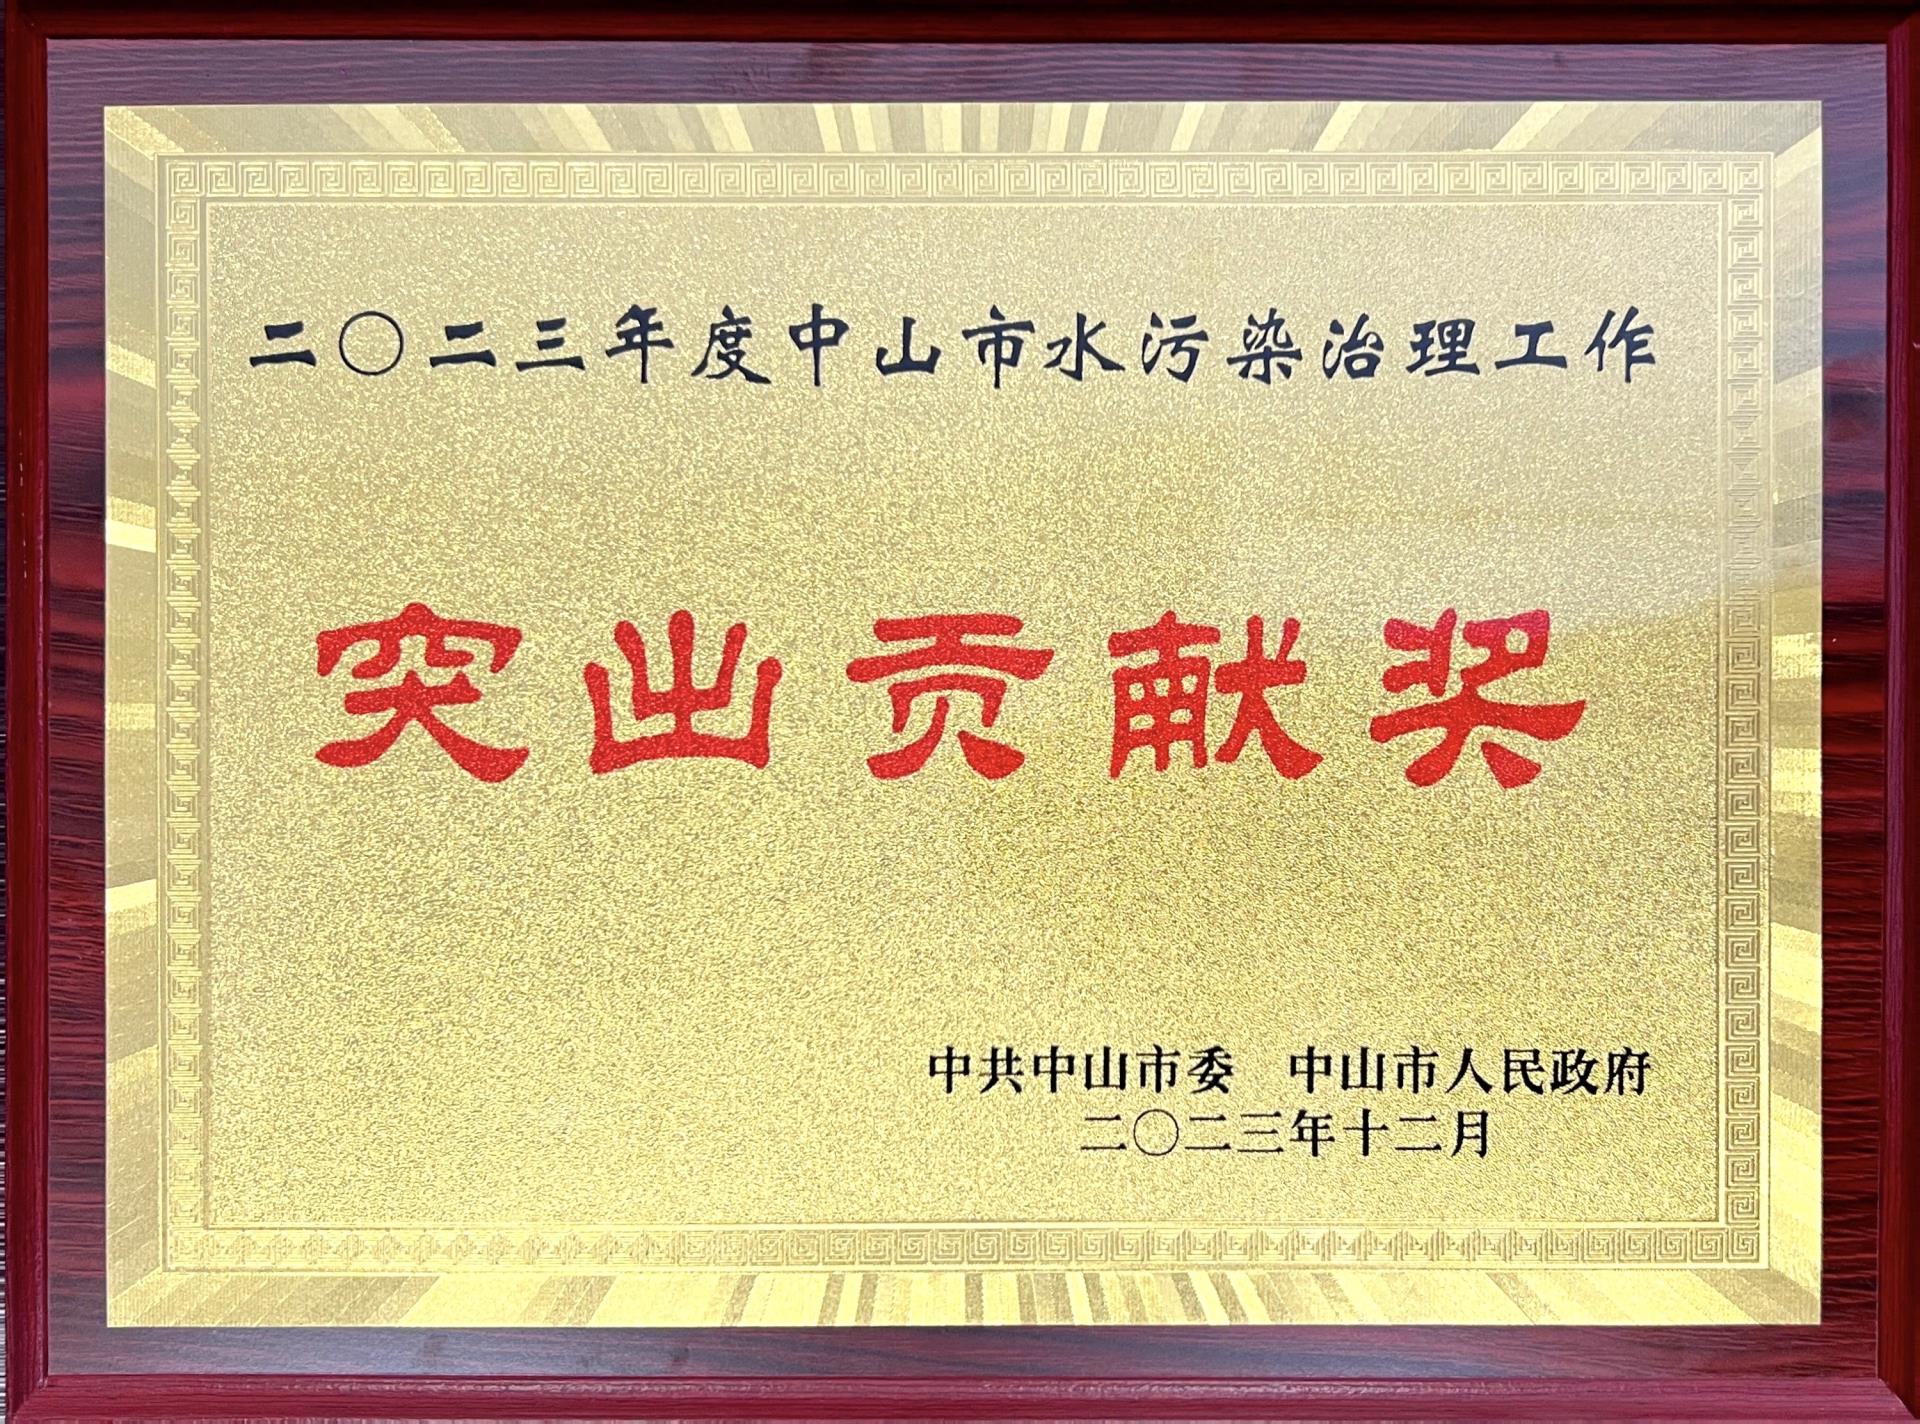 二〇二三年度中山市水污染治理工作
突出贡献奖
中共中山市委　中山市人民政府
二〇二三年十二月